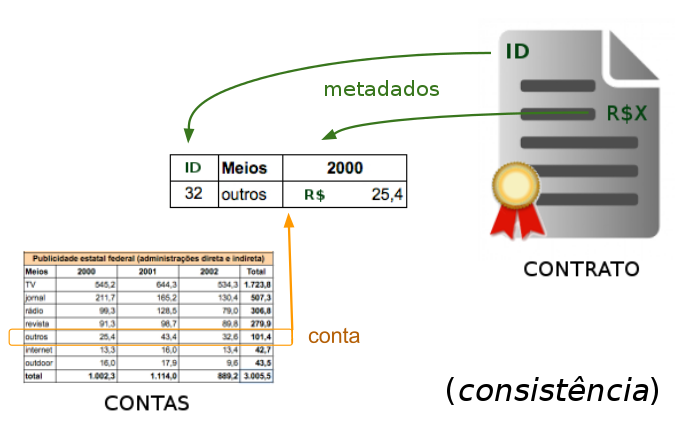 ID
R$X
CONTRATO
metadados
ID Meios 2000
32 outros R$ 25,4
Publicidade estatal federal (administrações direta e indireta)
Meios 2000 2001 2002 Total
TV 545,2 644,3 534,3 1.723,8
jornal 211,7 165,2 130,4 507,3
rádio 99,3 128,5 79,0 306,8
revista 91,3 98,7 89,8 279,9
outros 25,4 43,4 32,6 101,4
internet 13,3 16,0 13,4 42,7
outdoor 16,0 17,9 9,6 43,5
total 1.002,3 1.114,0 889,2 3.005,5
conta
CONTAS
(consistência)